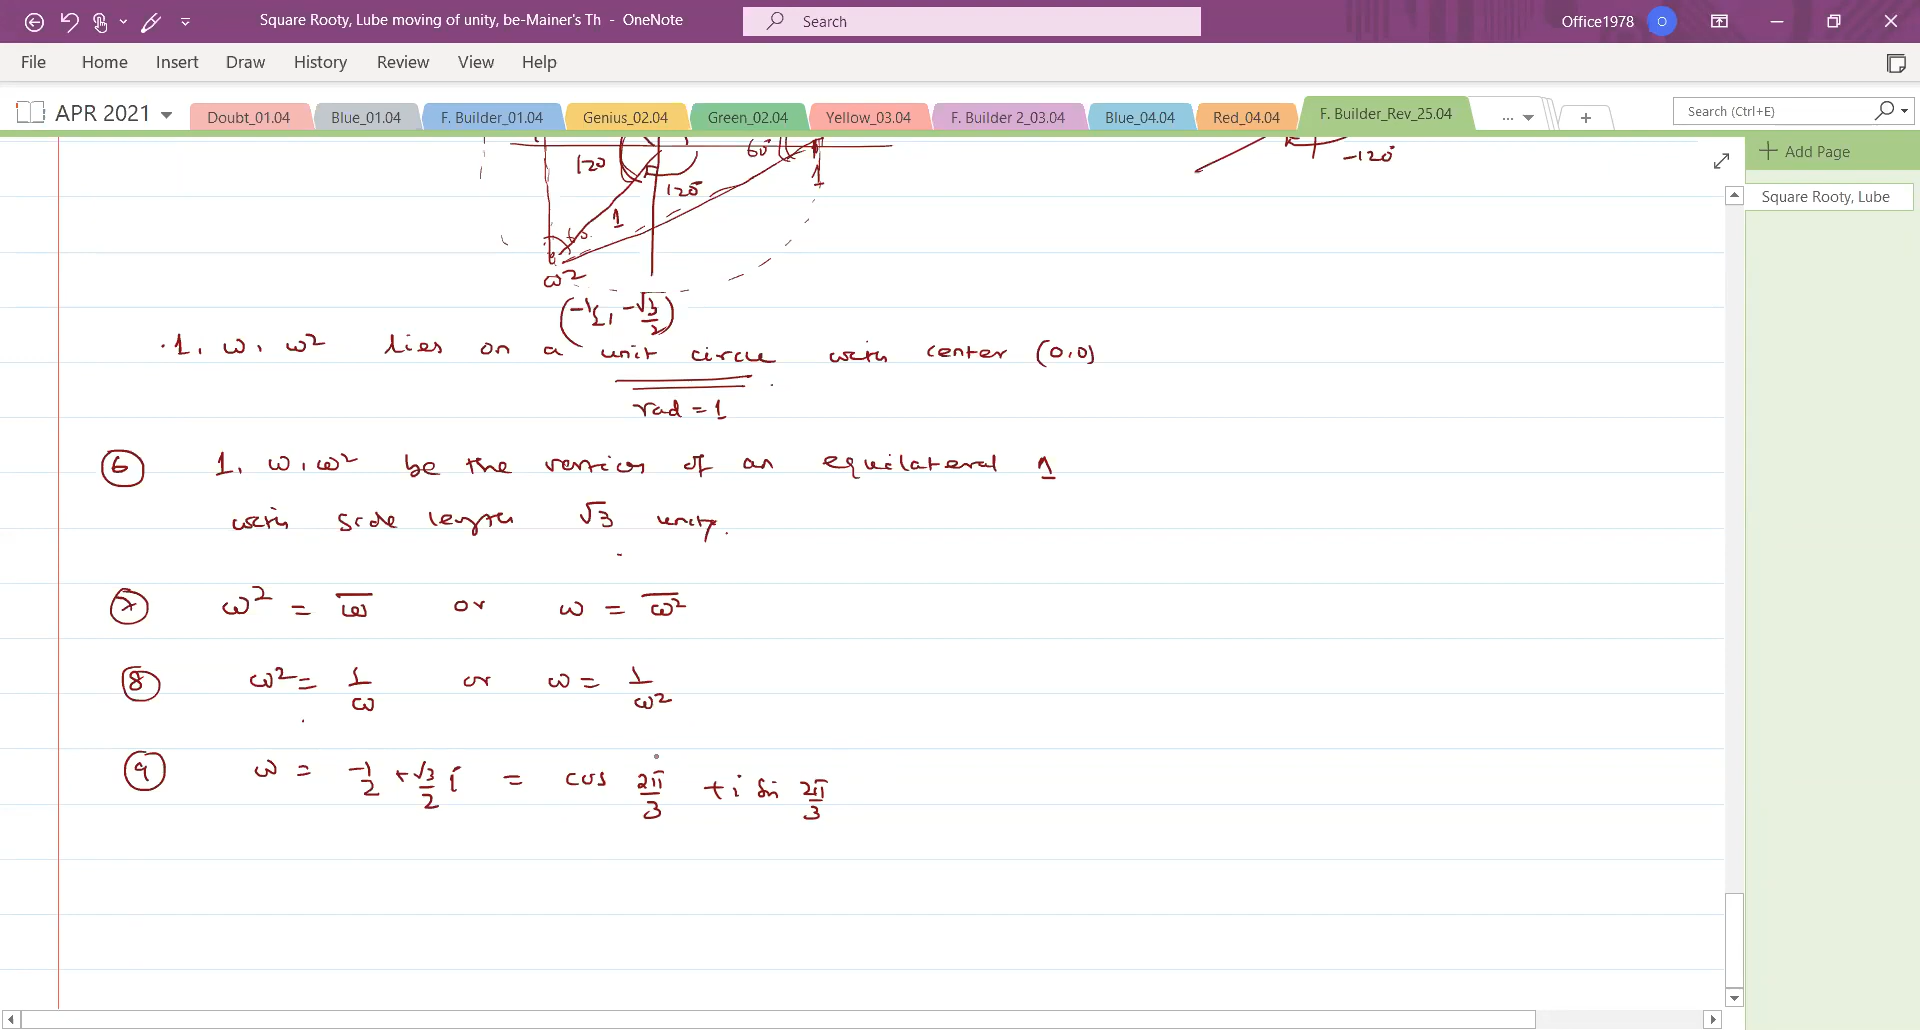 Square Rooty, Lube moving of unity, be-Mainer's Th - OneNote
Search
Office1978
O
File Home Insert Draw History Review View Help
APR 2021
Doubt_01.04
Blue_01.04
F. Builder_01.04
Genius_02.04
Green_02.04
Yellow_03.04
F. Builder 2_03.04
Blue_04.04
Red_04.04
F. Builder_Rev_25.04
...
+
Search (Ctrl+E)
+ Add Page
Square Rooty, Lube
120
120°
60°
1
-120°
1
ω²
(-1/2, -√3/2)
·1, ω, ω² lies on a unit circle with center (0,0)
rad = 1
⑥ 1, ω, ω² be the vertices of an equilateral Δ
with side length √3 units.
⑦ ω² = ω̅ or ω = \overline{ω²}
⑧ ω² = 1/ω or ω = 1/ω²
⑨ ω = -1/2 + √3/2 i = cos 2π/3 + i sin 2π/3